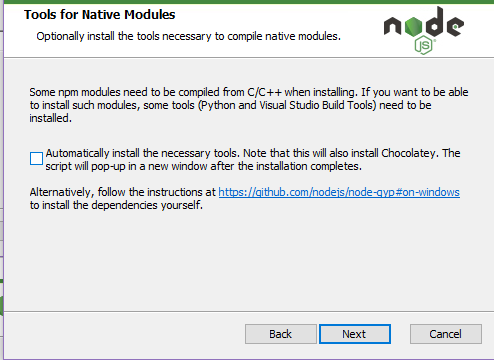 Tools for Native Modules
Optionally install the tools necessary to compile native modules.
node
JS
Some npm modules need to be compiled from C/C++ when installing. If you want to be able
to install such modules, some tools (Python and Visual Studio Build Tools) need to be
installed.
Automatically install the necessary tools. Note that this will also install Chocolatey. The
script will pop-up in a new window after the installation completes.
Alternatively, follow the instructions at https://github.com/nodejs/node-gyp#on-windows
to install the dependencies yourself.
Back
Next
Cancel